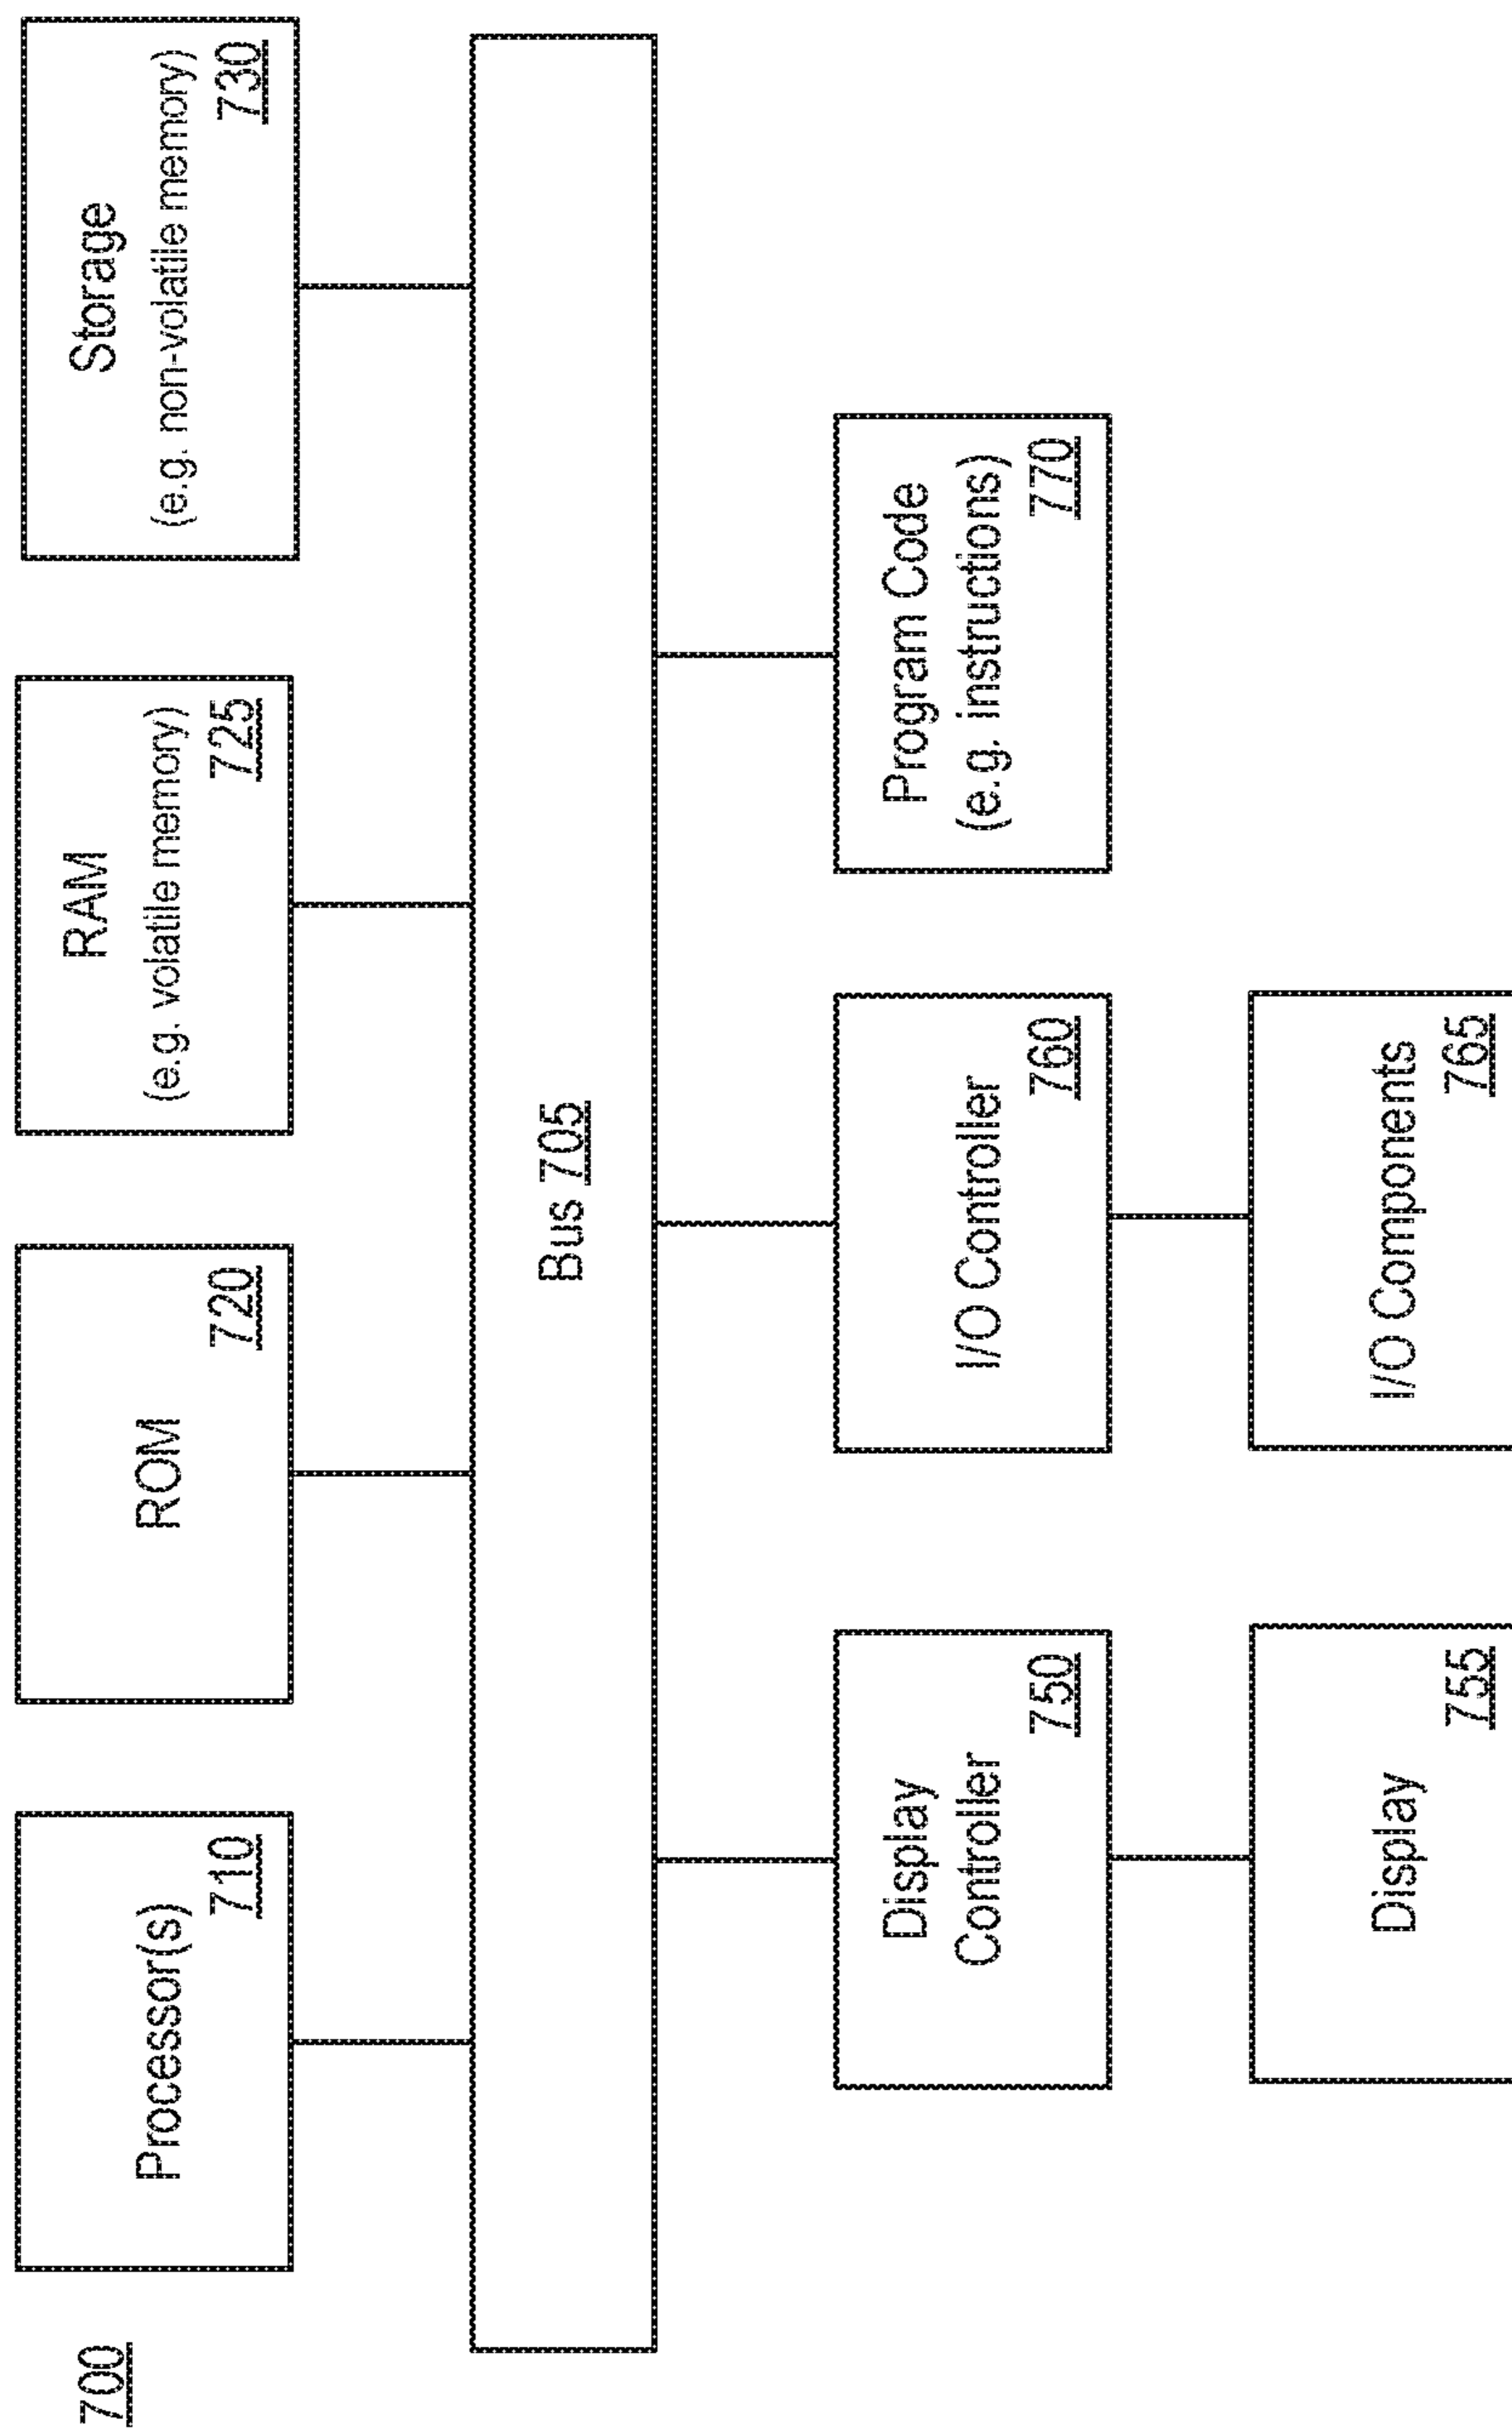 700
Processor(s)
710
ROM
720
RAM
(e.g. volatile memory)
725
Storage
(e.g. non-volatile memory)
730
Bus 705
Display
Controller
750
I/O Controller
760
Program Code
(e.g. instructions)
770
Display
755
I/O Components
765